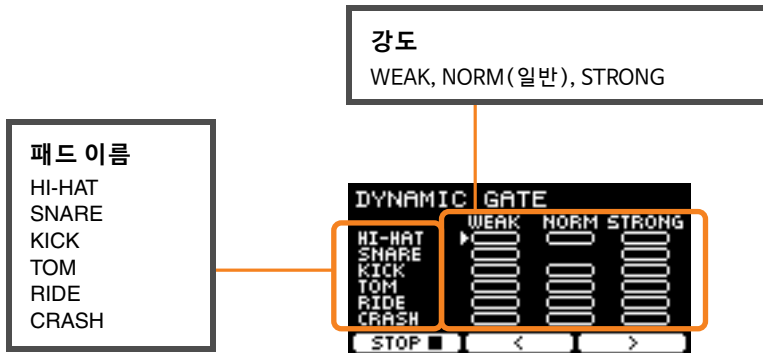 강도
WEAK, NORM(일반), STRONG
패드 이름
HI-HAT
SNARE
KICK
TOM
RIDE
CRASH
DYNAMIC GATE
WEAK NORM STRONG
HI-HAT
SNARE
KICK
TOM
RIDE
CRASH
STOP ■ < >